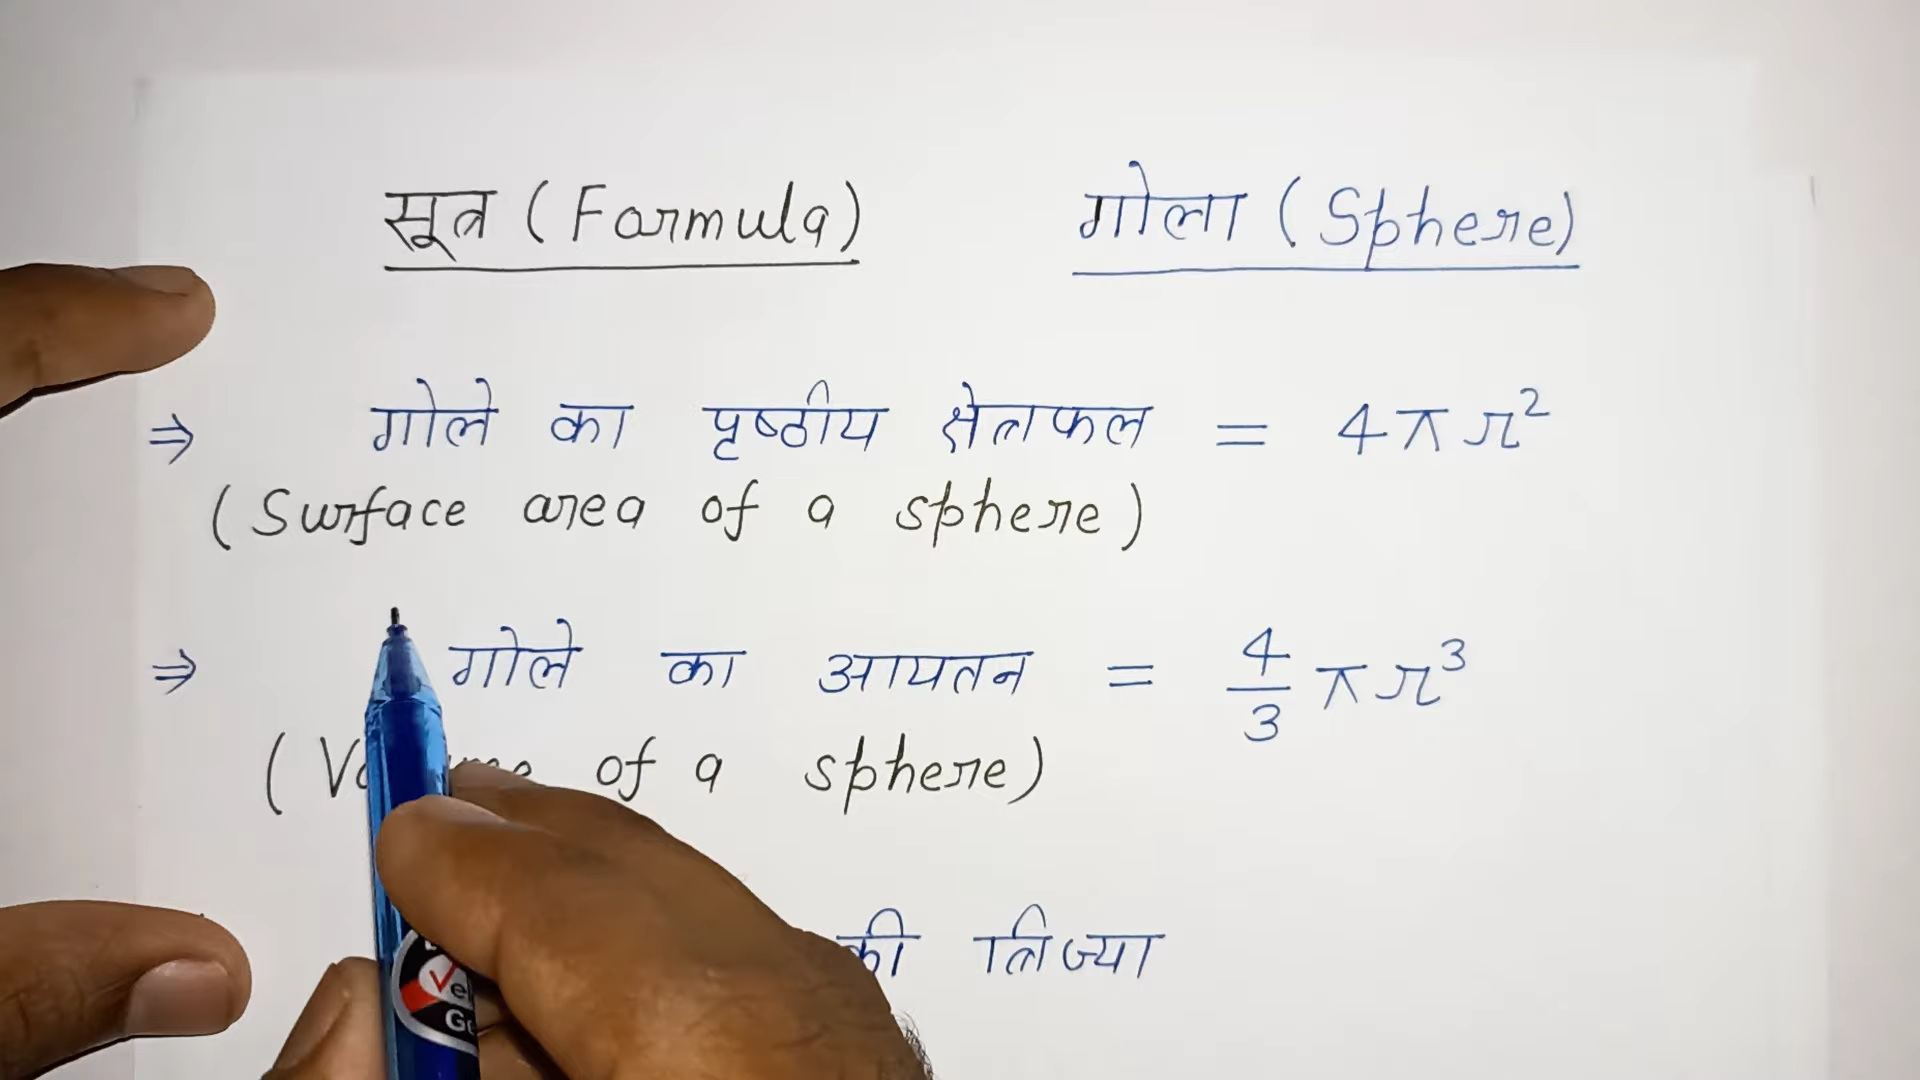 सूत्र (Formula) गोला (Sphere)
⇒ गोले का पृष्ठीय क्षेत्रफल = 4πr²
(Surface area of a sphere)
⇒ गोले का आयतन = 4/3 πr³
of a sphere)
की त्रिज्या